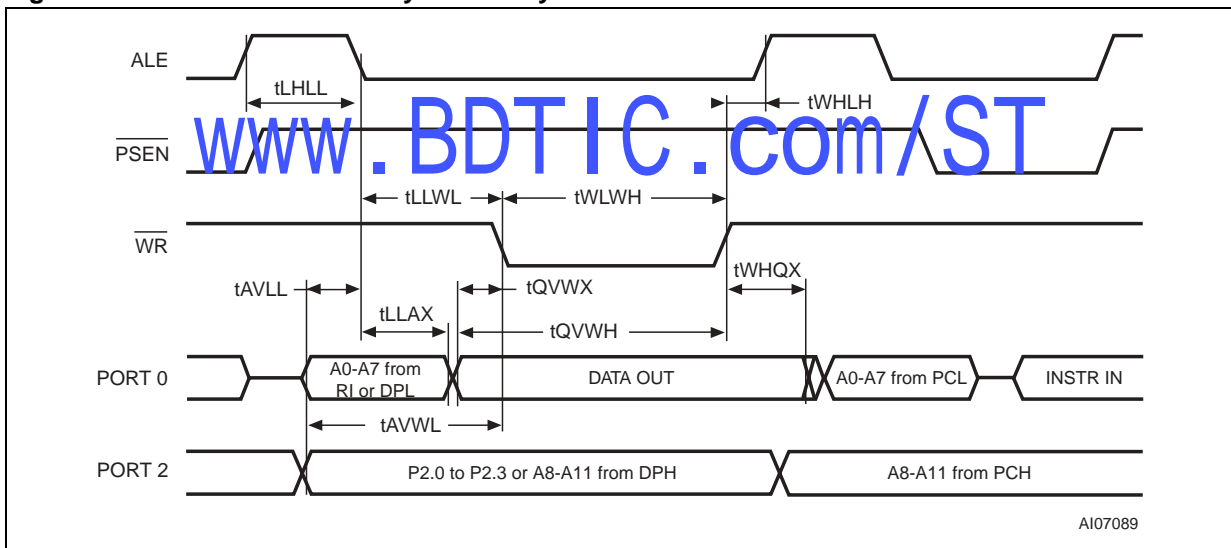 ALE
tLHLL
tWHLH
www.BDTIC.com/ST
PSEN
tLLWL
tWLWH
WR
tWHQX
tAVLL
tQVWX
tLLAX
tQVWH
PORT 0
A0-A7 from
RI or DPL
DATA OUT
A0-A7 from PCL
INSTR IN
tAVWL
PORT 2
P2.0 to P2.3 or A8-A11 from DPH
A8-A11 from PCH
AI07089